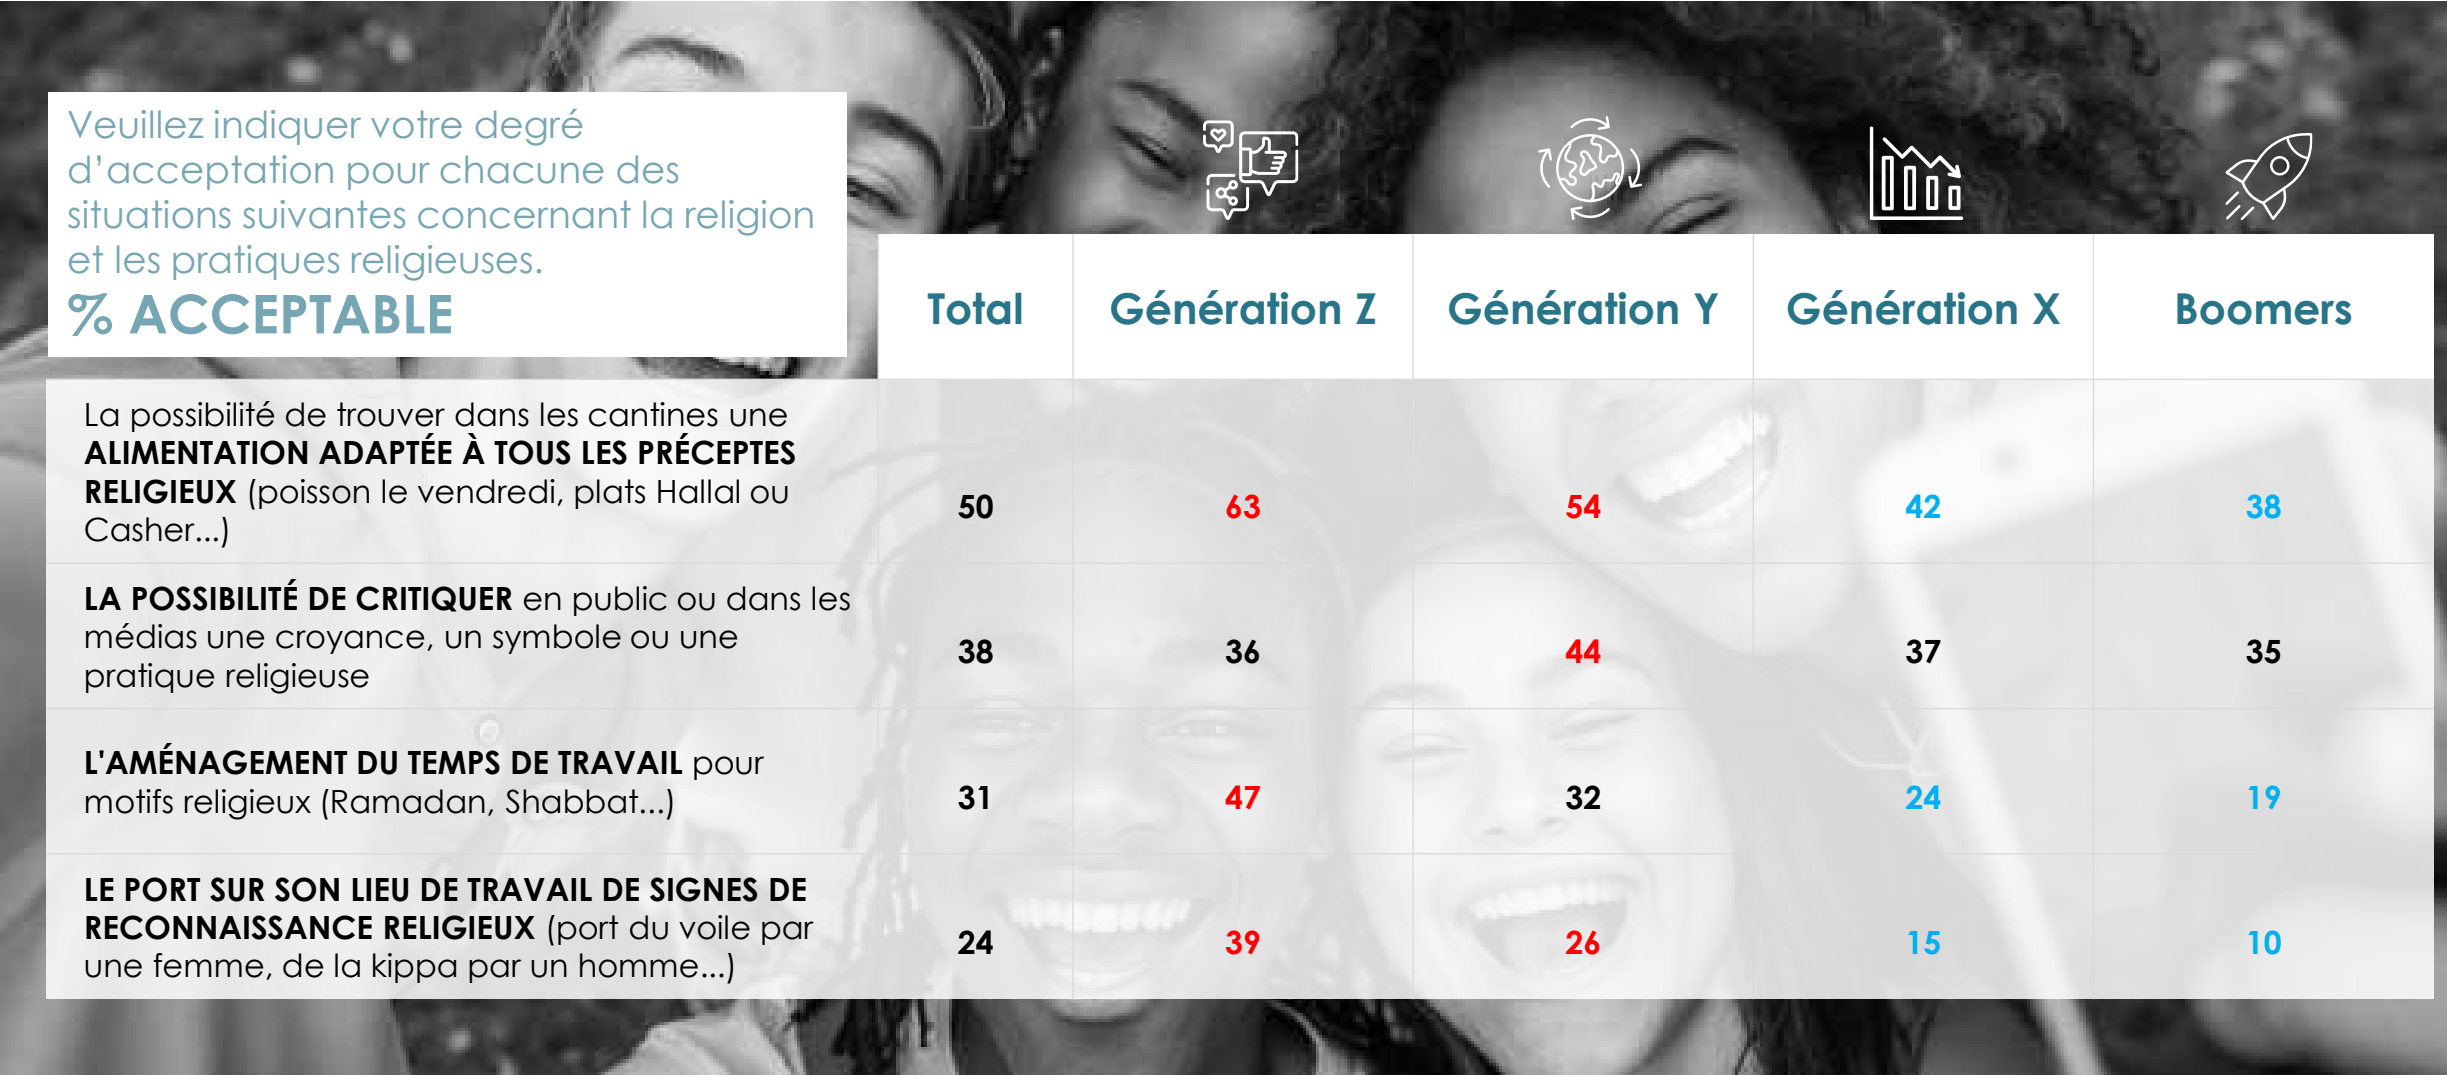 Veuillez indiquer votre degré
d’acceptation pour chacune des
situations suivantes concernant la religion
et les pratiques religieuses.
% ACCEPTABLE
Total Génération Z Génération Y Génération X Boomers
La possibilité de trouver dans les cantines une
ALIMENTATION ADAPTÉE À TOUS LES PRÉCEPTES
RELIGIEUX (poisson le vendredi, plats Hallal ou
Casher...)
50 63 54 42 38
LA POSSIBILITÉ DE CRITIQUER en public ou dans les
médias une croyance, un symbole ou une
pratique religieuse
38 36 44 37 35
L'AMÉNAGEMENT DU TEMPS DE TRAVAIL pour
motifs religieux (Ramadan, Shabbat...)
31 47 32 24 19
LE PORT SUR SON LIEU DE TRAVAIL DE SIGNES DE
RECONNAISSANCE RELIGIEUX (port du voile par
une femme, de la kippa par un homme...)
24 39 26 15 10